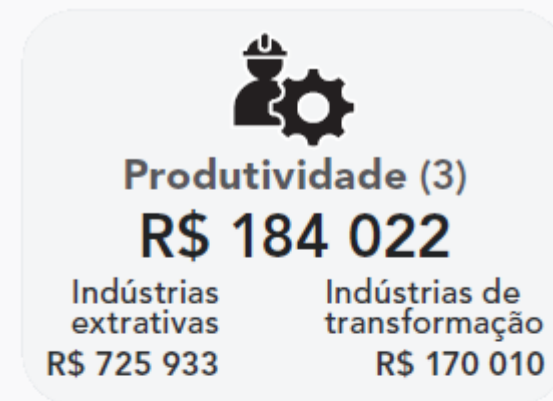 Produtividade (3)
R$ 184 022
Indústrias
extrativas
R$ 725 933
Indústrias de
transformação
R$ 170 010